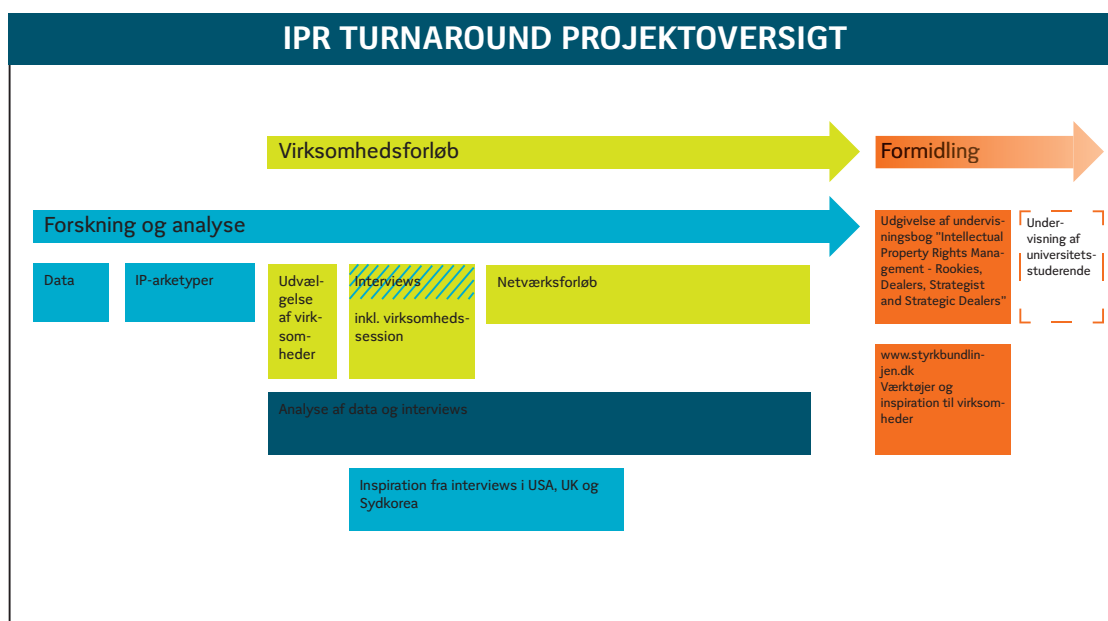 IPR TURNAROUND PROJEKTOVERSIGT
Virksomhedsforløb
Formidling
Forskning og analyse
Data
IP-arketyper
Udvæl-
gelse
af virk-
som-
heder
Interviews
inkl. virksomheds-
session
Netværksforløb
Udgivelse af undervis-
ningsbog "Intellectual
Property Rights Mana-
gement - Rookies,
Dealers, Strategist
and Strategic Dealers”
Under-
visning af
universitets-
studerende
www.styrkbundlin-
jen.dk
Værktøjer og
inspiration til virksom-
heder
Analyse af data og interviews
Inspiration fra interviews i USA, UK og
Sydkorea